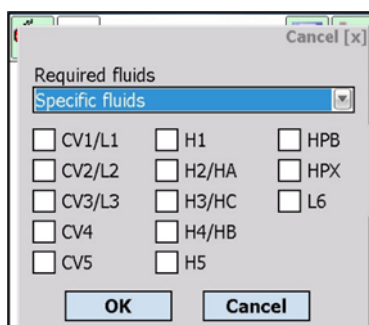 Cancel [x]
Required fluids
Specific fluids
CV1/L1 H1 HPB
CV2/L2 H2/HA HPX
CV3/L3 H3/HC L6
CV4 H4/HB
CV5 H5
OK Cancel